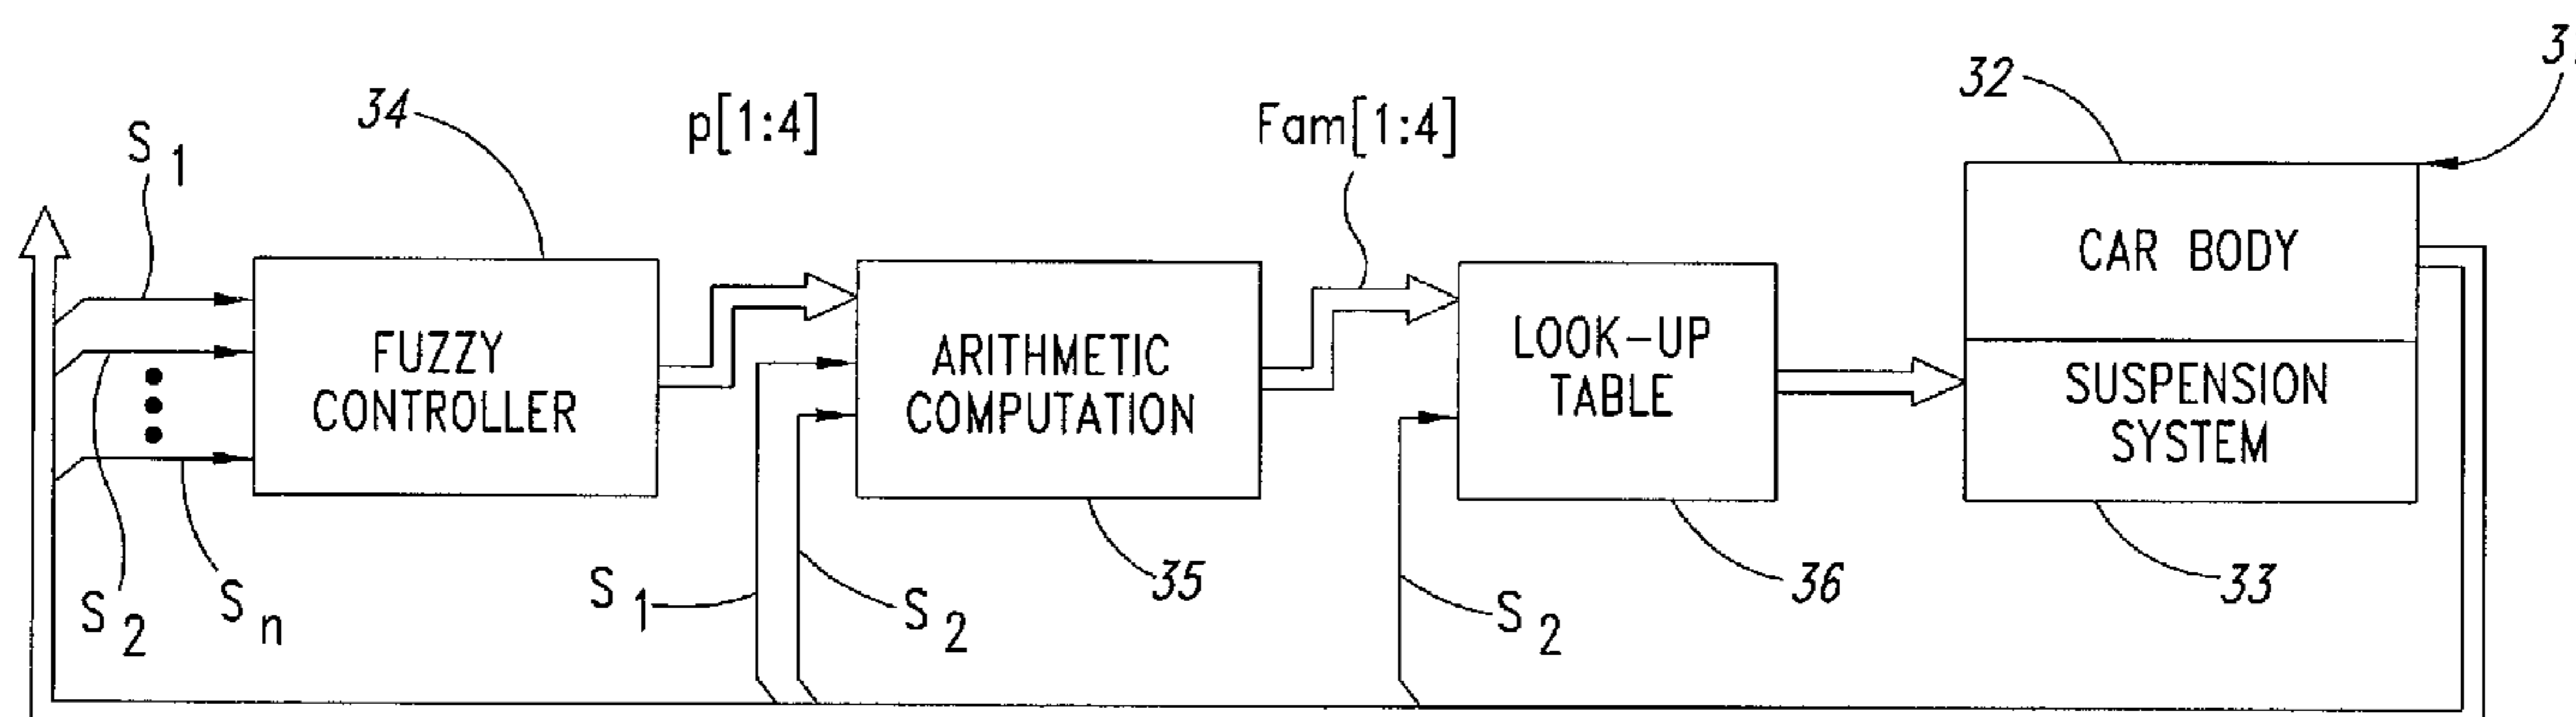 34
p[1:4]
Fam[1:4]
32
S 1
FUZZY
CONTROLLER
ARITHMETIC
COMPUTATION
LOOK-UP
TABLE
CAR BODY
SUSPENSION
SYSTEM
S 2
S n
S 1
S 2
35
S 2
36
33